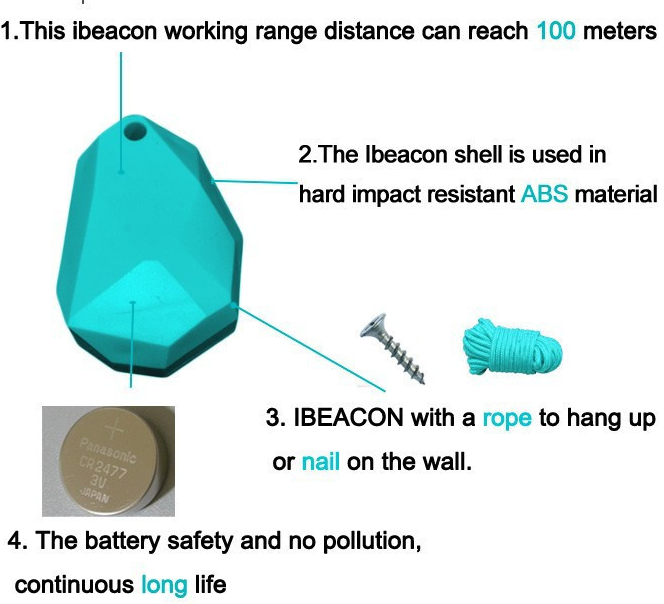 1.This ibeacon working range distance can reach 100 meters
2.The Ibeacon shell is used in
hard impact resistant ABS material
3. IBEACON with a rope to hang up
or nail on the wall.
+
Panasonic
CR2477
3V
JAPAN
4. The battery safety and no pollution,
continuous long life